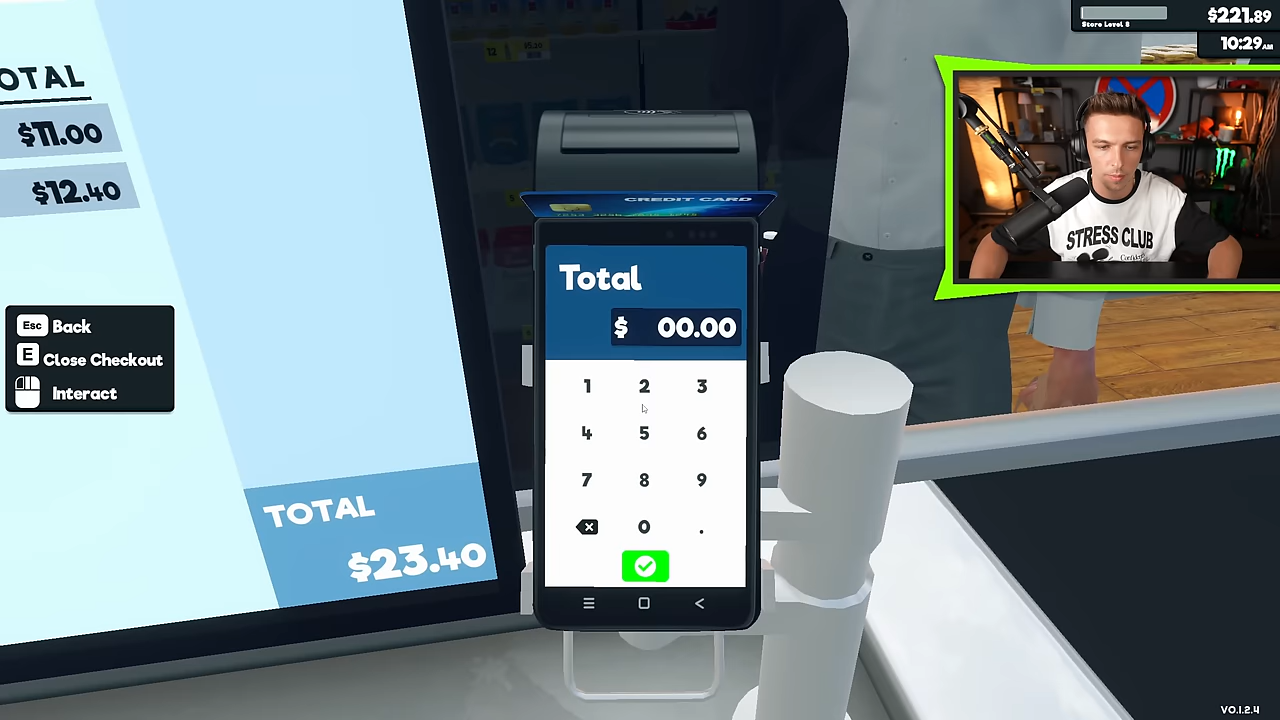 $221.89
Store Level 8
10:29AM
OTAL
$11.00
$12.40
CREDIT CARD
Total
$ 00.00
STRESS CLUB
Esc Back
E Close Checkout
Interact
1 2 3
4 5 6
7 8 9
0 .
TOTAL
$23.40
V0.1.2.4